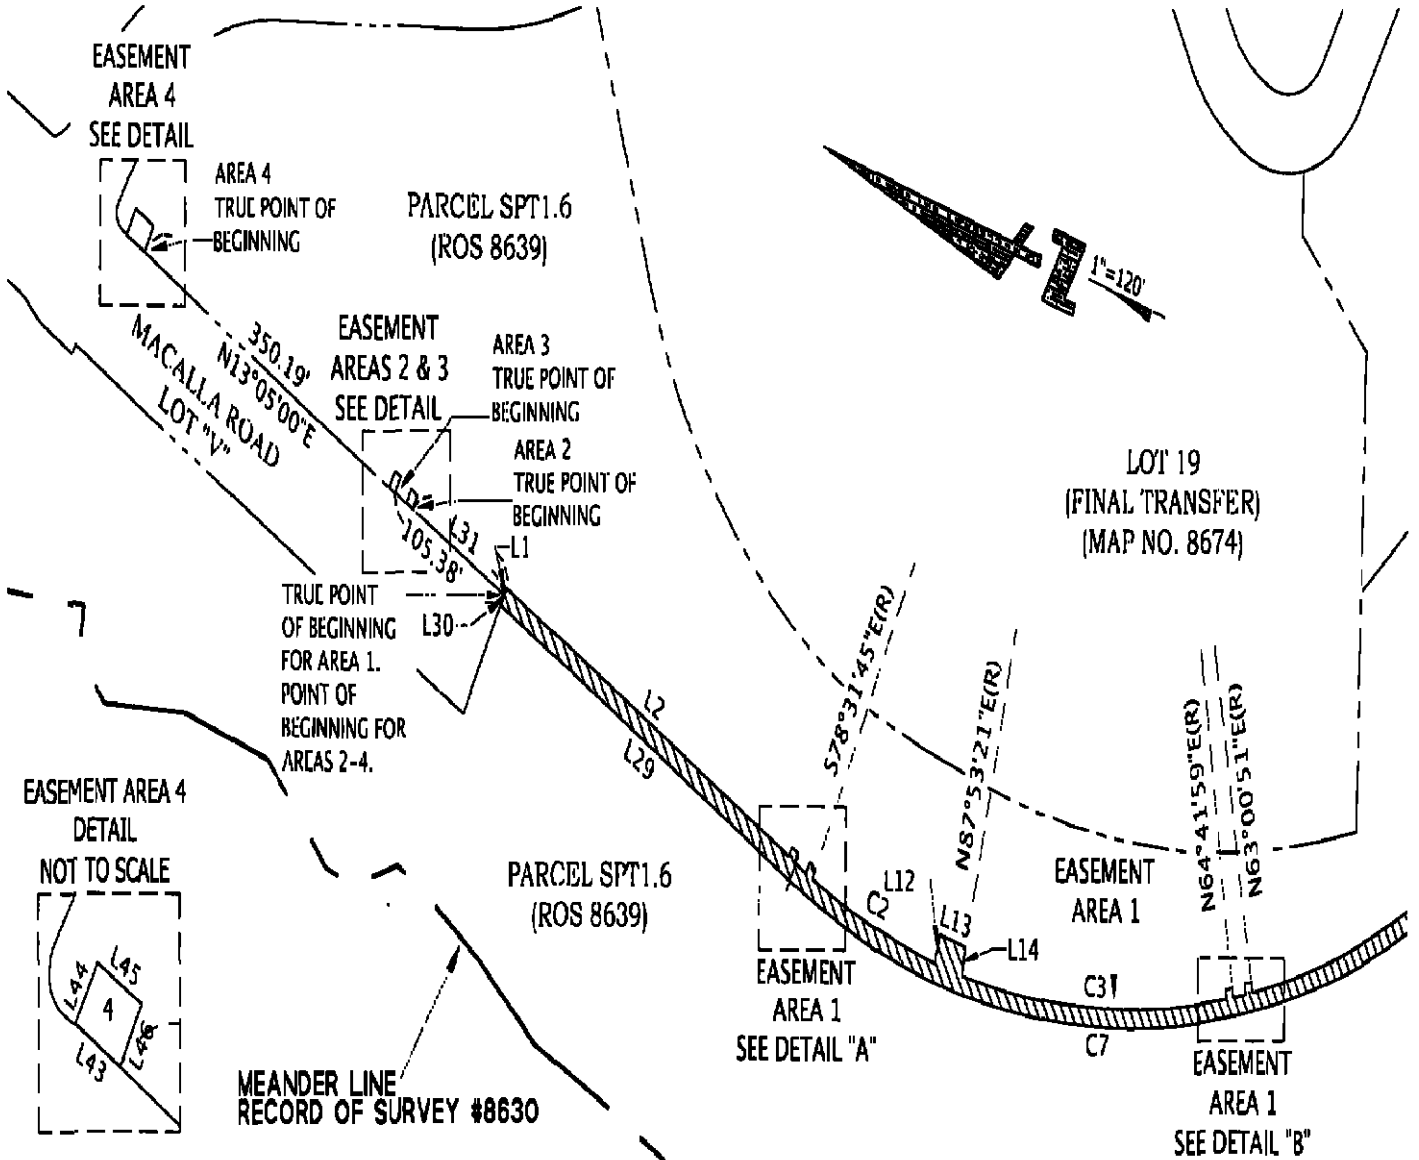 EASEMENT
AREA 4
SEE DETAIL
AREA 4
TRUE POINT OF
BEGINNING
PARCEL SPT1.6
(ROS 8639)
1"=120'
350.19'
N13°05'00"E
MACALLA ROAD
LOT "V"
EASEMENT
AREAS 2 & 3
SEE DETAIL
AREA 3
TRUE POINT OF
BEGINNING
AREA 2
TRUE POINT OF
BEGINNING
L31
105.38'
L1
LOT 19
(FINAL TRANSFER)
(MAP NO. 8674)
TRUE POINT
OF BEGINNING
FOR AREA 1.
POINT OF
BEGINNING FOR
AREAS 2-4.
L30
L2
L29
S78°31'45"E(R)
N87°53'21"E(R)
N64°41'59"E(R)
N63°00'51"E(R)
EASEMENT AREA 4
DETAIL
NOT TO SCALE
L45
L44
4
L46
L43
PARCEL SPT1.6
(ROS 8639)
L12
C2
L13
L14
EASEMENT
AREA 1
EASEMENT
AREA 1
SEE DETAIL "A"
C3
C7
EASEMENT
AREA 1
SEE DETAIL "B"
MEANDER LINE
RECORD OF SURVEY #8630